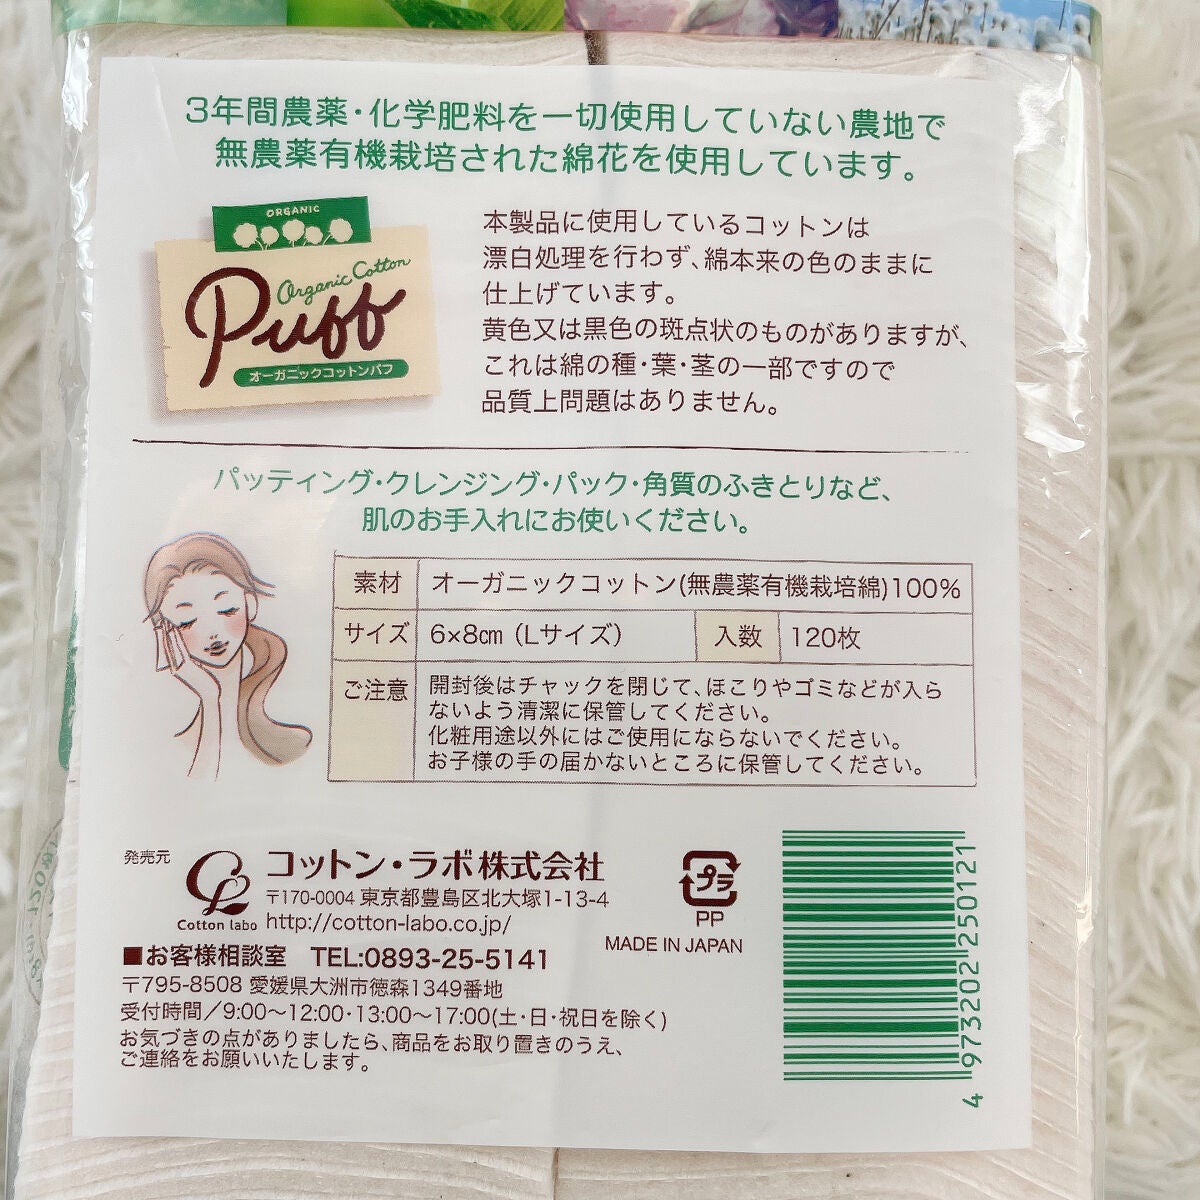 3年間農薬・化学肥料を一切使用していない農地で
無農薬有機栽培された綿花を使用しています。
ORGANIC
Organic Cotton
Puff
オーガニックコットンパフ
本製品に使用しているコットンは
漂白処理を行わず、綿本来の色のままに
仕上げています。
黄色又は黒色の斑点状のものがありますが、
これは綿の種・葉・茎の一部ですので
品質上問題はありません。
パッティング・クレンジング・パック・角質のふきとりなど、
肌のお手入れにお使いください。
素材 オーガニックコットン(無農薬有機栽培綿)100%
サイズ 6×8㎝（Lサイズ） 入数 120枚
ご注意 開封後はチャックを閉じて、ほこりやゴミなどが入ら
ないよう清潔に保管してください。
化粧用途以外にはご使用にならないでください。
お子様の手の届かないところに保管してください。
発売元 コットン・ラボ株式会社
〒170-0004 東京都豊島区北大塚1-13-4
Cotton labo http://cotton-labo.co.jp/
プラ
PP
MADE IN JAPAN
■お客様相談室 TEL:0893-25-5141
〒795-8508 愛媛県大洲市徳森1349番地
受付時間／9:00〜12:00・13:00〜17:00(土・日・祝日を除く)
お気づきの点がありましたら、商品をお取り置きのうえ、
ご連絡をお願いいたします。
4 973202 250121